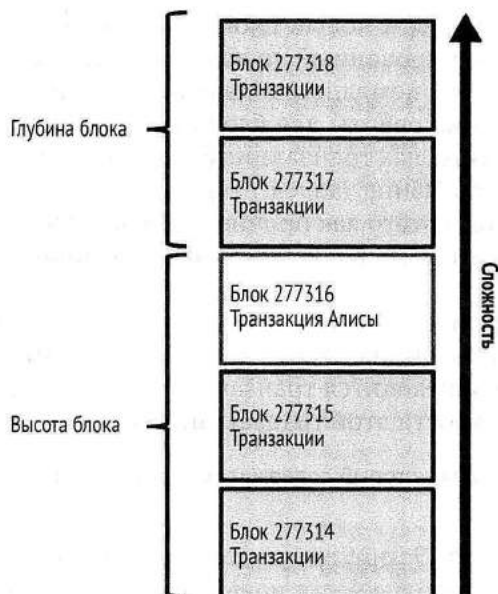 Глубина блока
Блок 277318
Транзакции
Блок 277317
Транзакции
Высота блока
Блок 277316
Транзакция Алисы
Блок 277315
Транзакции
Блок 277314
Транзакции
Сложность